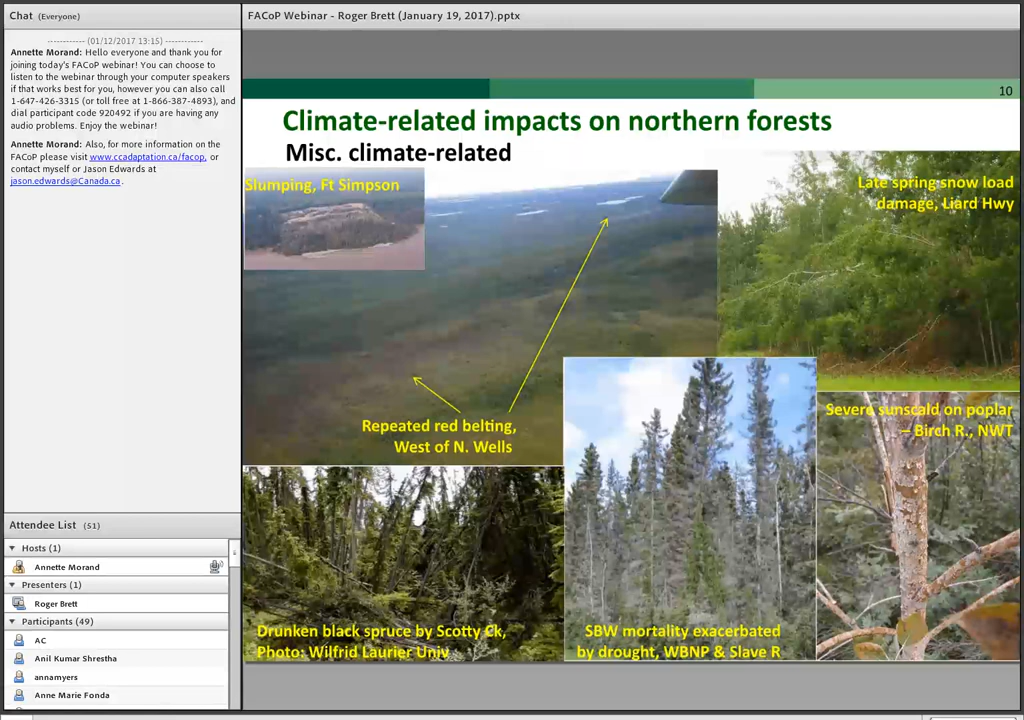 Chat (Everyone)
------------ (01/12/2017 13:15) ------------
Annette Morand: Hello everyone and thank you for
joining today's FACoP webinar! You can choose to
listen to the webinar through your computer speakers
if that works best for you, however you can also call
1-647-426-3315 (or toll free at 1-866-387-4893), and
dial participant code 920492 if you are having any
audio problems. Enjoy the webinar!
Annette Morand: Also, for more information on the
FACoP please visit www.ccadaptation.ca/facop, or
contact myself or Jason Edwards at
jason.edwards@Canada.ca.
Attendee List (51)
Hosts (1)
Annette Morand
Presenters (1)
Roger Brett
Participants (49)
AC
Anil Kumar Shrestha
annamyers
Anne Marie Fonda
FACoP Webinar - Roger Brett (January 19, 2017).pptx
10
Climate-related impacts on northern forests
Misc. climate-related
Slumping, Ft Simpson
Late spring snow load
damage, Liard Hwy
Repeated red belting,
West of N. Wells
Severe sunscald on poplar
– Birch R., NWT
Drunken black spruce by Scotty Ck,
Photo: Wilfrid Laurier Univ
SBW mortality exacerbated
by drought, WBNP & Slave R